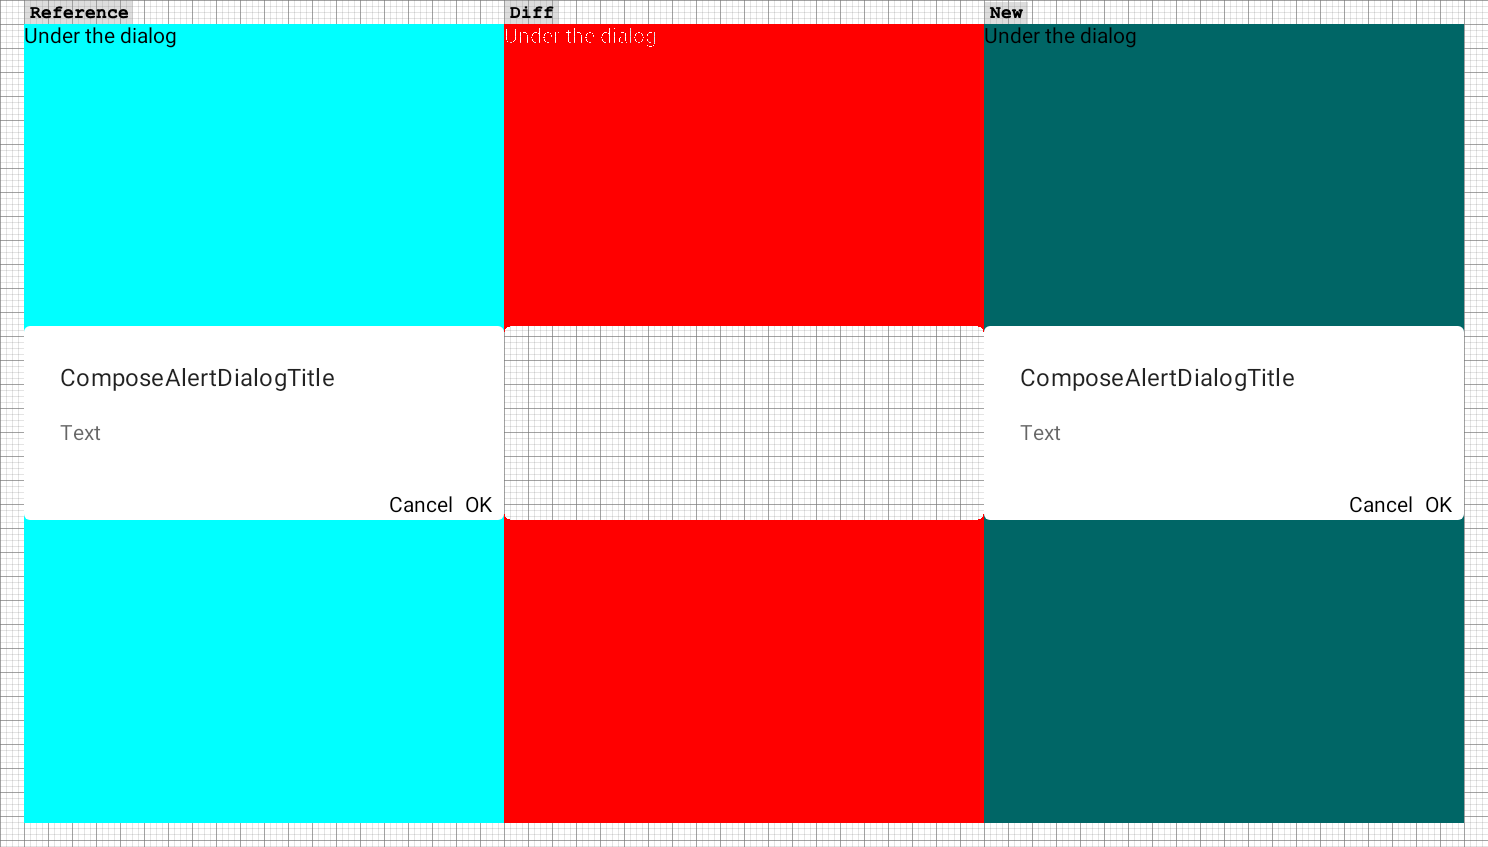 Reference Diff New
Under the dialog Under the dialog Under the dialog
ComposeAlertDialogTitle ComposeAlertDialogTitle
Text Text
Cancel OK Cancel OK